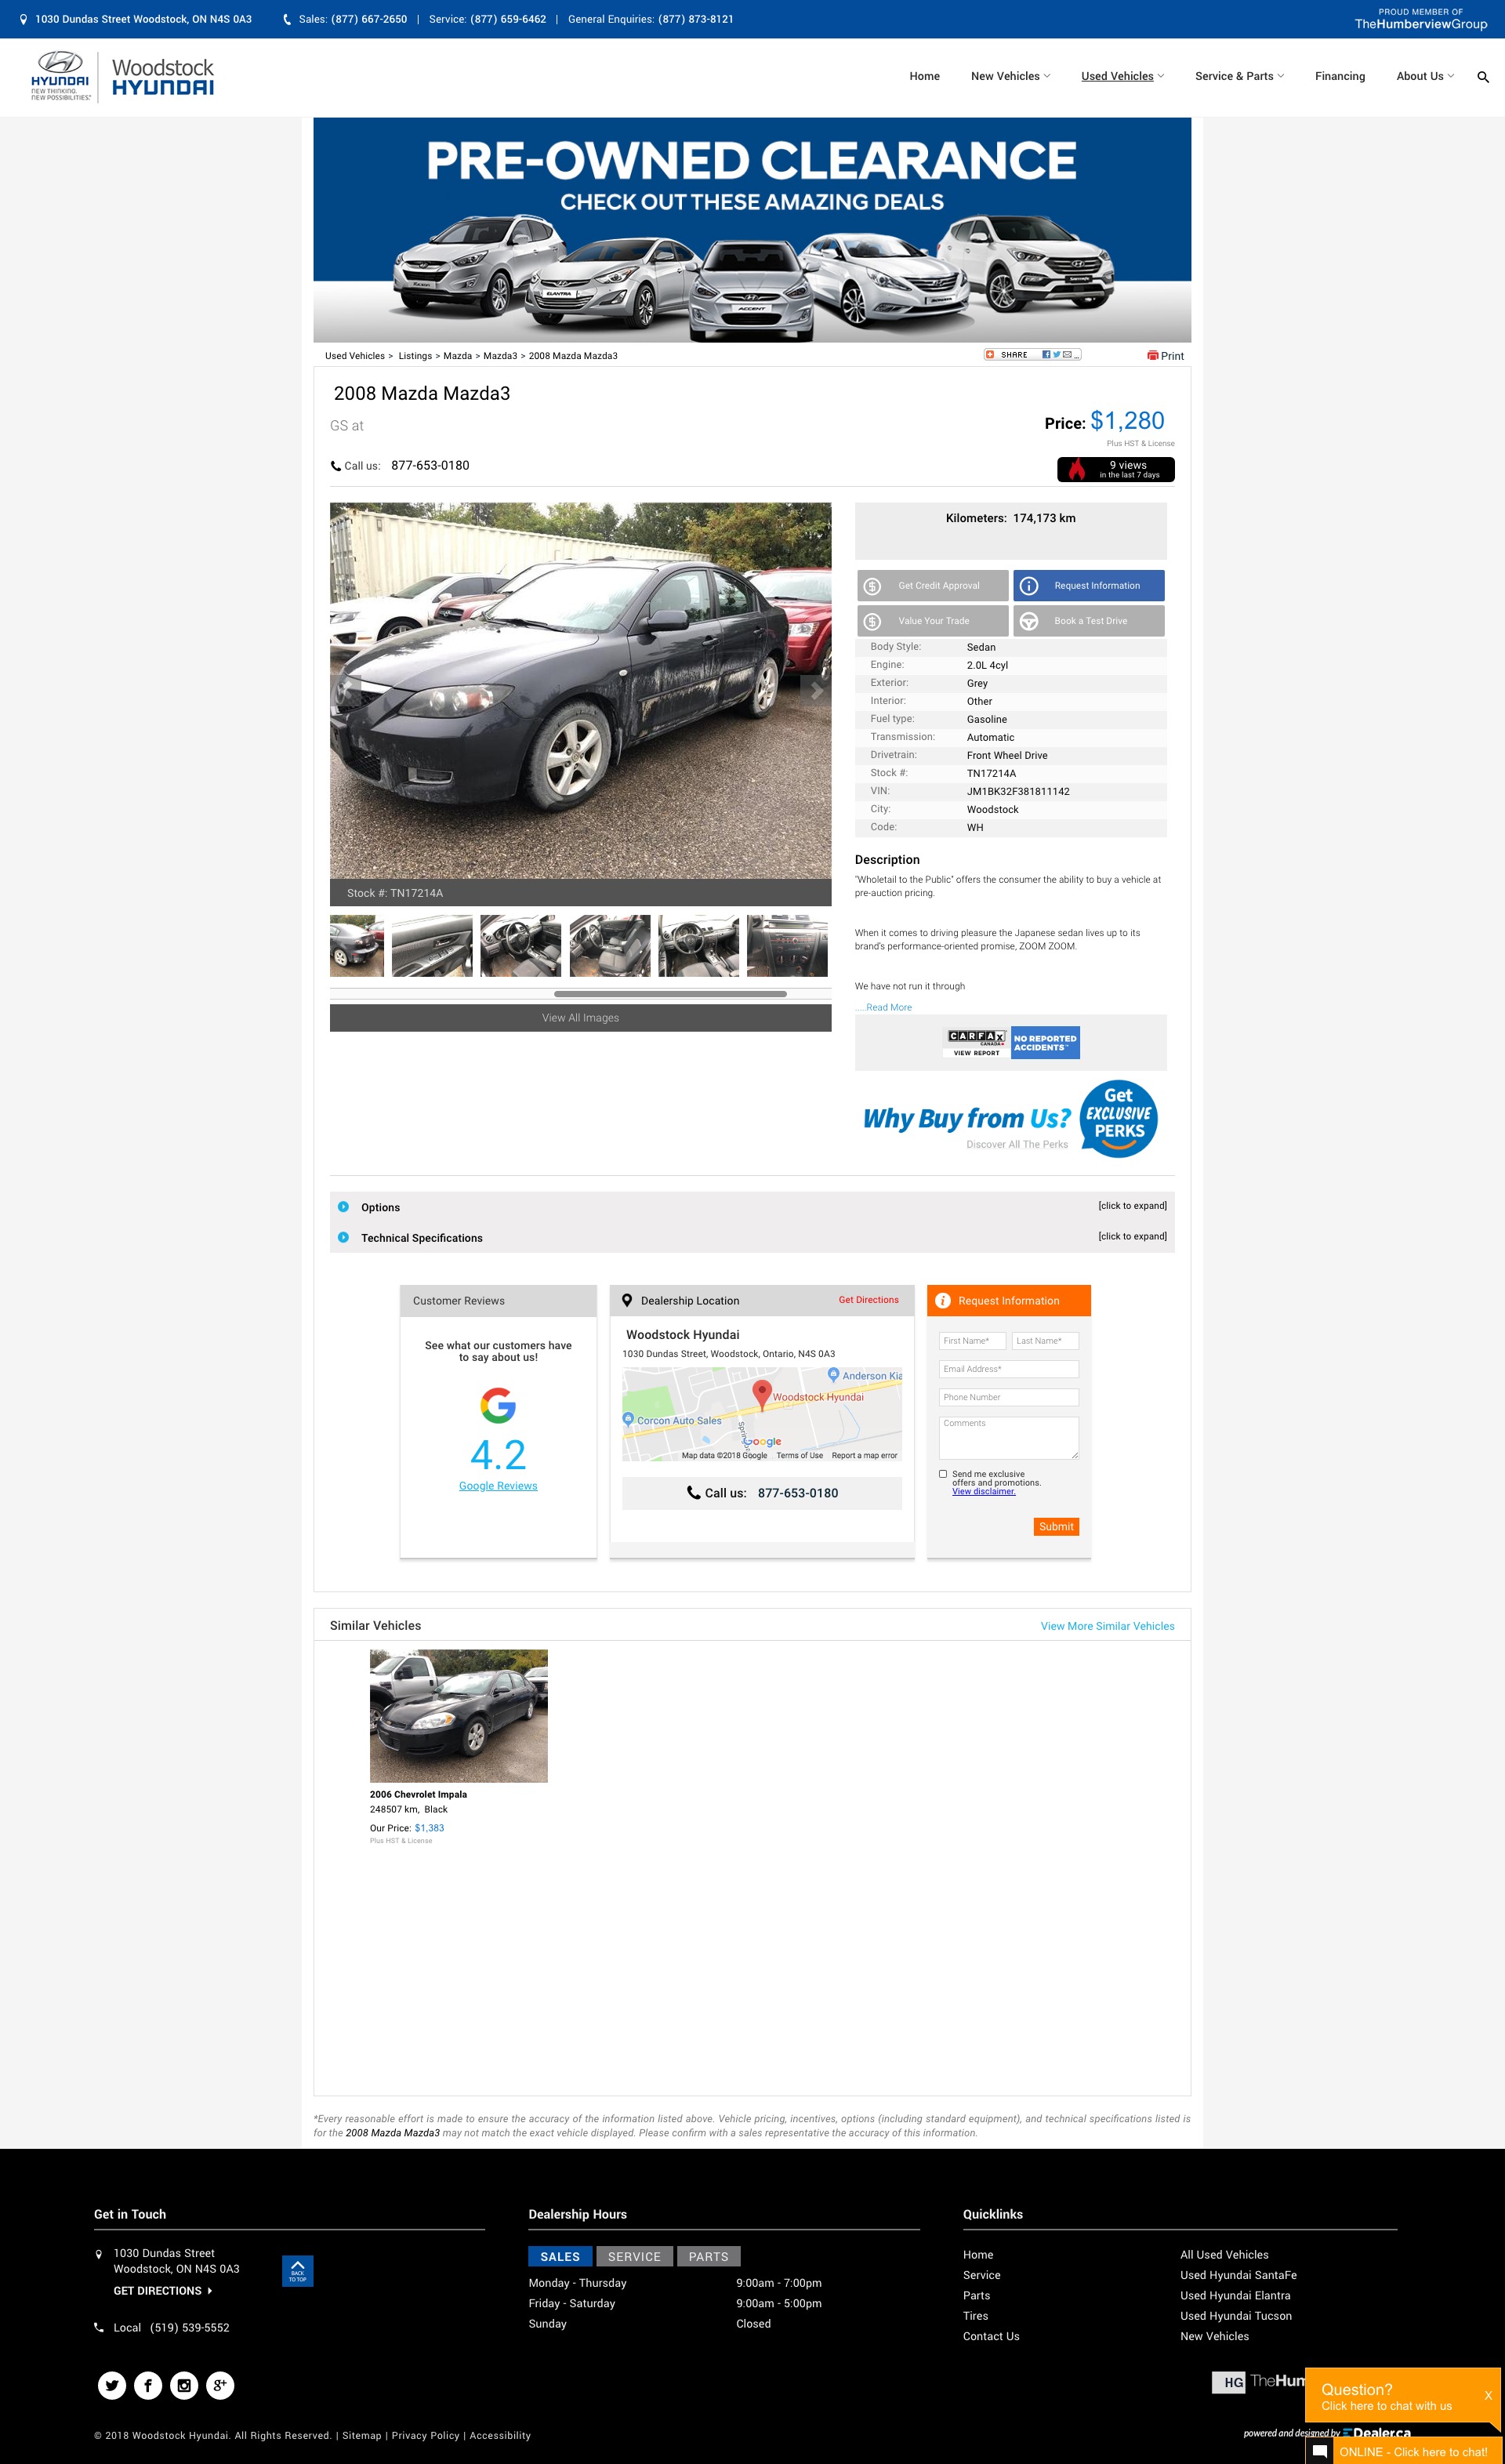 1030 Dundas Street Woodstock, ON N4S 0A3
Sales: (877) 667-2650 | Service: (877) 659-6462 | General Enquiries: (877) 873-8121
PROUD MEMBER OF
TheHumberviewGroup
HYUNDAI
NEW THINKING.
NEW POSSIBILITIES.
Woodstock
HYUNDAI
Home
New Vehicles
Used Vehicles
Service & Parts
Financing
About Us
PRE-OWNED CLEARANCE
CHECK OUT THESE AMAZING DEALS
ELANTRA
ACCENT
Used Vehicles > Listings > Mazda > Mazda3 > 2008 Mazda Mazda3
SHARE
Print
2008 Mazda Mazda3
GS at
Price: $1,280
Plus HST & License
Call us: 877-653-0180
9 views
in the last 7 days
Kilometers: 174,173 km
Get Credit Approval
Request Information
Value Your Trade
Book a Test Drive
Body Style: Sedan
Engine: 2.0L 4cyl
Exterior: Grey
Interior: Other
Fuel type: Gasoline
Transmission: Automatic
Drivetrain: Front Wheel Drive
Stock #: TN17214A
VIN: JM1BK32F381811142
City: Woodstock
Code: WH
Stock #: TN17214A
View All Images
Description
"Wholetail to the Public" offers the consumer the ability to buy a vehicle at
pre-auction pricing.
When it comes to driving pleasure the Japanese sedan lives up to its
brand's performance-oriented promise, ZOOM ZOOM.
We have not run it through
.....Read More
CARFAX
CANADA
VIEW REPORT
NO REPORTED
ACCIDENTS™
Why Buy from Us?
Discover All The Perks
Get
EXCLUSIVE
PERKS
Options [click to expand]
Technical Specifications [click to expand]
Customer Reviews
See what our customers have
to say about us!
4.2
Google Reviews
Dealership Location
Get Directions
Woodstock Hyundai
1030 Dundas Street, Woodstock, Ontario, N4S 0A3
Anderson Kia
Woodstock Hyundai
Corcon Auto Sales
Google
Map data ©2018 Google Terms of Use Report a map error
Call us: 877-653-0180
Request Information
First Name*
Last Name*
Email Address*
Phone Number
Comments
Send me exclusive
offers and promotions.
View disclaimer.
Submit
Similar Vehicles
View More Similar Vehicles
2006 Chevrolet Impala
248507 km, Black
Our Price: $1,383
Plus HST & License
*Every reasonable effort is made to ensure the accuracy of the information listed above. Vehicle pricing, incentives, options (including standard equipment), and technical specifications listed is
for the 2008 Mazda Mazda3 may not match the exact vehicle displayed. Please confirm with a sales representative the accuracy of this information.
Get in Touch
1030 Dundas Street
Woodstock, ON N4S 0A3
GET DIRECTIONS
BACK
TO TOP
Local (519) 539-5552
Dealership Hours
SALES
SERVICE
PARTS
Monday - Thursday 9:00am - 7:00pm
Friday - Saturday 9:00am - 5:00pm
Sunday Closed
Quicklinks
Home
Service
Parts
Tires
Contact Us
All Used Vehicles
Used Hyundai SantaFe
Used Hyundai Elantra
Used Hyundai Tucson
New Vehicles
HG TheHum
Question?
Click here to chat with us
X
© 2018 Woodstock Hyundai. All Rights Reserved. | Sitemap | Privacy Policy | Accessibility
powered and designed by EDealer.ca
ONLINE - Click here to chat!